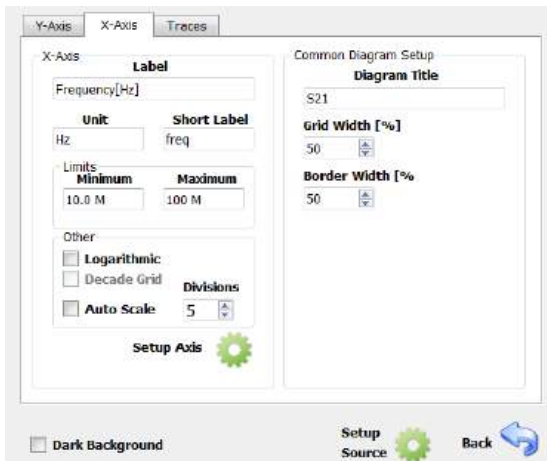 Y-Axis X-Axis Traces
X-Axis
Label
Frequency[Hz]
Unit Short Label
Hz freq
Limits
Minimum Maximum
10.0 M 100 M
Other
Logarithmic
Decade Grid
Divisions
Auto Scale 5
Setup Axis
Common Diagram Setup
Diagram Title
S21
Grid Width [%]
50
Border Width [%
50
Dark Background
Setup
Source
Back